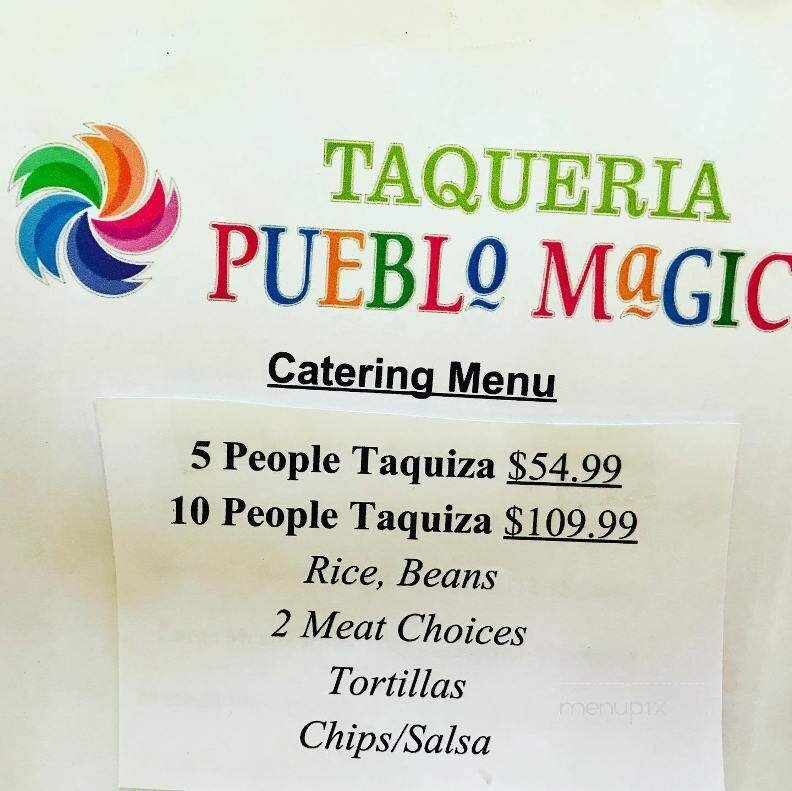 TAQUERIA
PUEBLO MaGIC
Catering Menu
5 People Taquiza $54.99
10 People Taquiza $109.99
Rice, Beans
2 Meat Choices
Tortillas
Chips/Salsa
menupix